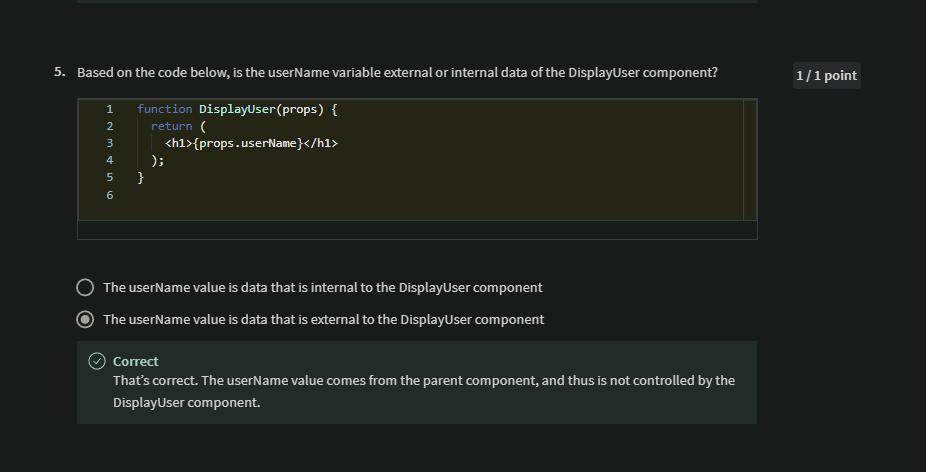 5. Based on the code below, is the userName variable external or internal data of the DisplayUser component?
1 / 1 point
1 function DisplayUser(props) {
2 return (
3 <h1>{props.userName}</h1>
4 );
5 }
6
The userName value is data that is internal to the DisplayUser component
The userName value is data that is external to the DisplayUser component
Correct
That’s correct. The userName value comes from the parent component, and thus is not controlled by the
DisplayUser component.